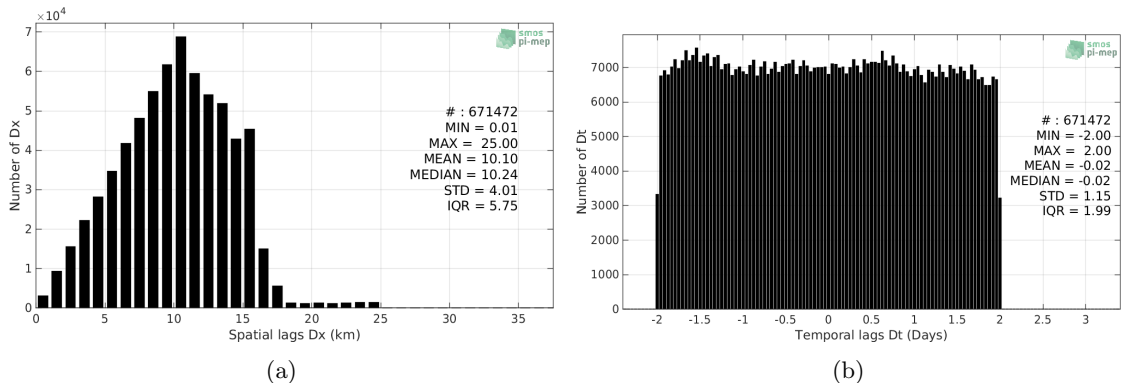 ×10⁴
7
6
5
4
3
2
1
0
Number of Dx
0 5 10 15 20 25 30 35
Spatial lags Dx (km)
smos
pi-mep
# : 671472
MIN = 0.01
MAX = 25.00
MEAN = 10.10
MEDIAN = 10.24
STD = 4.01
IQR = 5.75
(a)
7000
6000
5000
4000
3000
2000
1000
0
Number of Dt
-2 -1.5 -1 -0.5 0 0.5 1 1.5 2 2.5 3
Temporal lags Dt (Days)
smos
pi-mep
# : 671472
MIN = -2.00
MAX = 2.00
MEAN = -0.02
MEDIAN = -0.02
STD = 1.15
IQR = 1.99
(b)